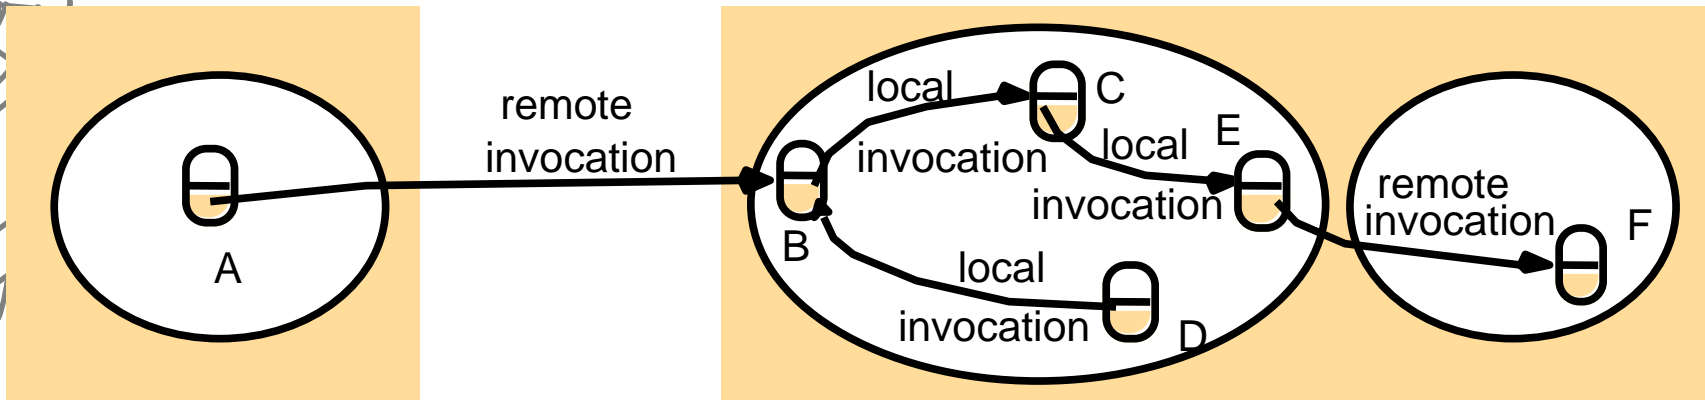 remote
invocation
A
B
local
invocation
C
local
invocation
E
local
invocation
D
remote
invocation
F